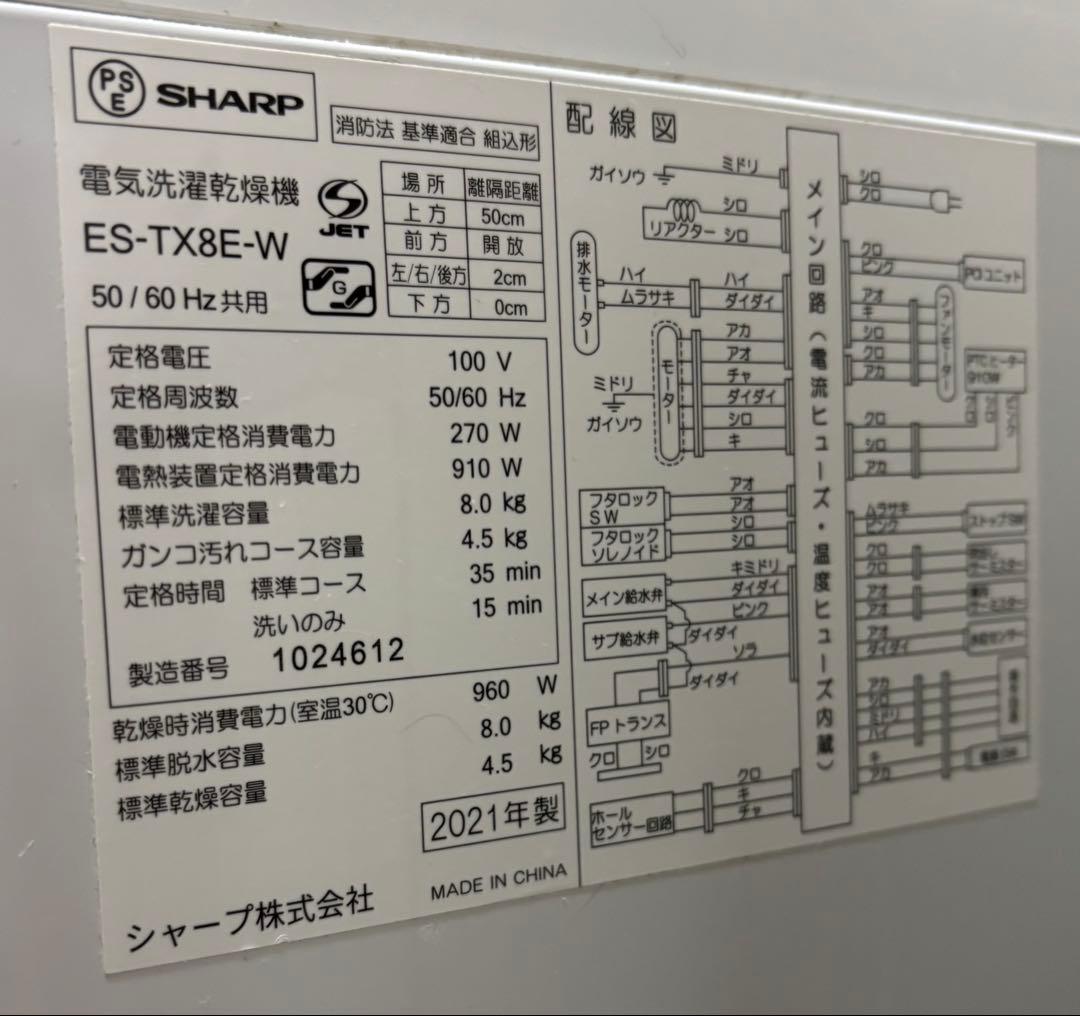 PSE SHARP
消防法 基準適合 組込形
電気洗濯乾燥機
ES-TX8E-W
50/60Hz共用
JET
G
場所 離隔距離
上方 50cm
前方 開放
左/右/後方 2cm
下方 0cm
定格電圧 100 V
定格周波数 50/60 Hz
電動機定格消費電力 270 W
電熱装置定格消費電力 910 W
標準洗濯容量 8.0 kg
ガンコ汚れコース容量 4.5 kg
定格時間 標準コース 35 min
洗いのみ 15 min
製造番号 1024612
乾燥時消費電力(室温30℃) 960 W
標準脱水容量 8.0 kg
標準乾燥容量 4.5 kg
2021年製
シャープ株式会社 MADE IN CHINA
配線図
ガイソウ ミドリ
シロ
リアクター シロ
排水モーター
ハイ ハイ
ムラサキ ダイダイ
モーター
アカ
アオ
チャ
ダイダイ
シロ
キ
ミドリ
ガイソウ
フタロックSW
アオ
アオ
フタロックソレノイド
シロ
シロ
メイン給水弁
キミドリ
ダイダイ
サブ給水弁
ピンク
ダイダイ
ソラ
ダイダイ
FPトランス
クロ シロ
ホールセンサー回路
クロ
キ
チャ
メイン回路(電流ヒューズ・温度ヒューズ内蔵)
シロ
クロ
クロ
ピンク
アオ
キ
シロ
クロ
アカ
ファンモーター
PTCヒーター
910W
クロ
シロ
ピンク
クロ
シロ
アカ
ムラサキ
ピンク
ストップSW
クロ
クロ
アオ
アオ
アオ
ダイダイ
アカ
シロ
ミドリ
ハイ
キ
アカ